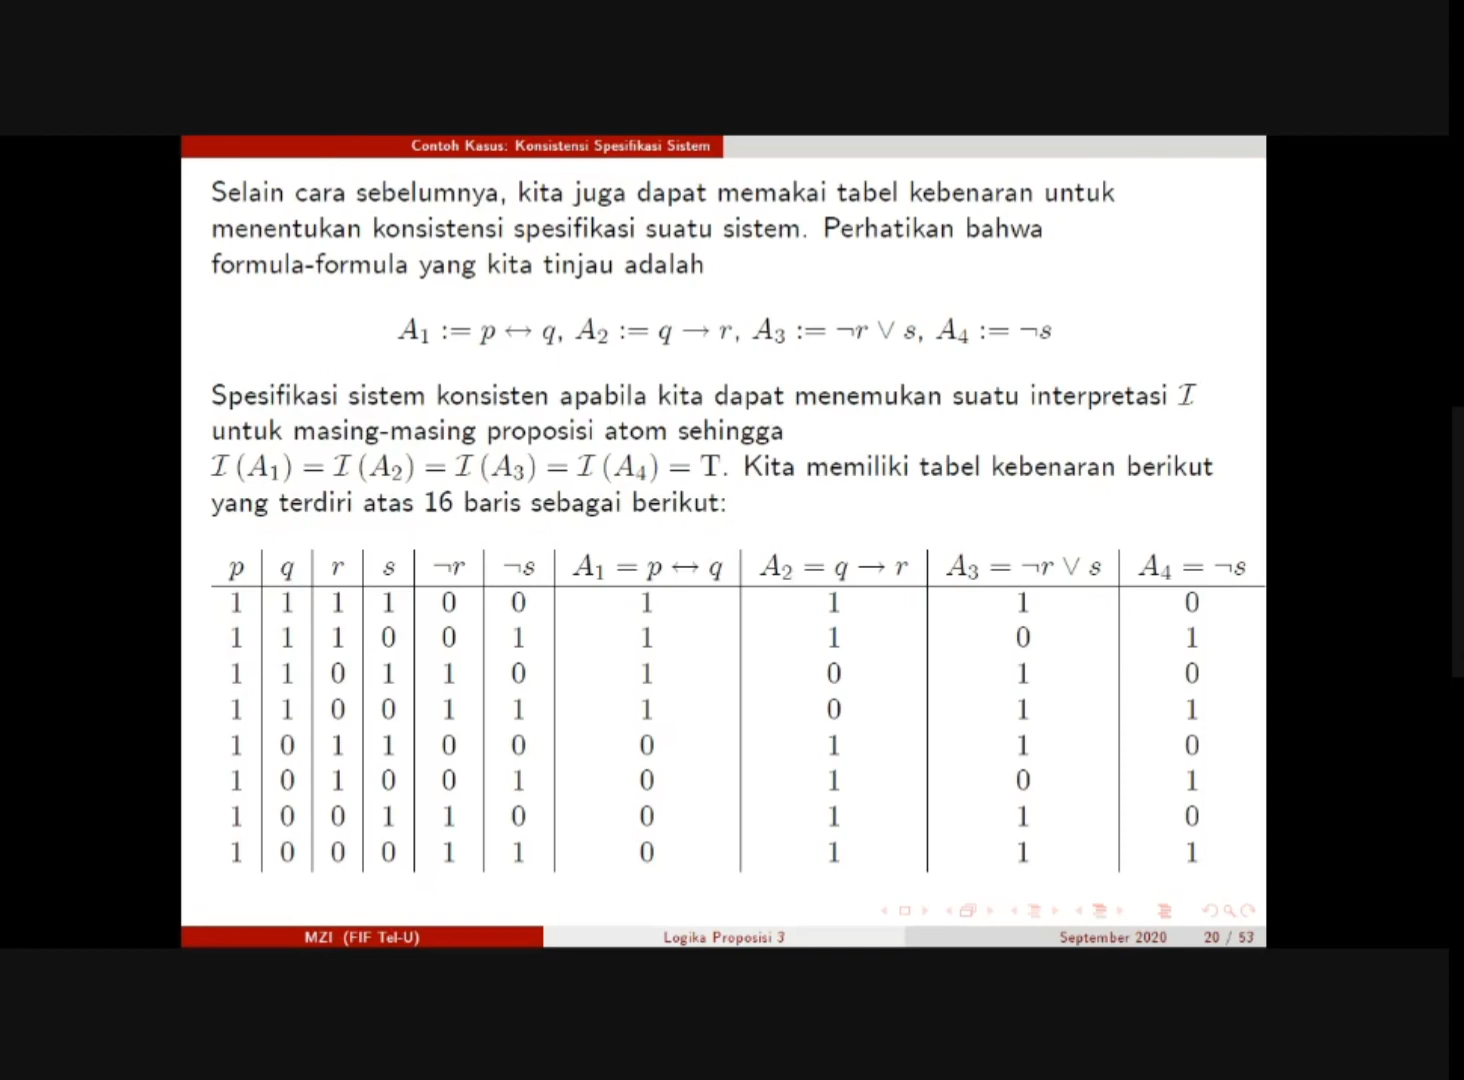 Contoh Kasus: Konsistensi Spesifikasi Sistem
Selain cara sebelumnya, kita juga dapat memakai tabel kebenaran untuk
menentukan konsistensi spesifikasi suatu sistem. Perhatikan bahwa
formula-formula yang kita tinjau adalah
A₁ := p ↔ q, A₂ := q → r, A₃ := ¬r ∨ s, A₄ := ¬s
Spesifikasi sistem konsisten apabila kita dapat menemukan suatu interpretasi ℐ
untuk masing-masing proposisi atom sehingga
ℐ (A₁) = ℐ (A₂) = ℐ (A₃) = ℐ (A₄) = T. Kita memiliki tabel kebenaran berikut
yang terdiri atas 16 baris sebagai berikut:
p q r s ¬r ¬s A₁ = p ↔ q A₂ = q → r A₃ = ¬r ∨ s A₄ = ¬s
1 1 1 1 0 0 1 1 1 0
1 1 1 0 0 1 1 1 0 1
1 1 0 1 1 0 1 0 1 0
1 1 0 0 1 1 1 0 1 1
1 0 1 1 0 0 0 1 1 0
1 0 1 0 0 1 0 1 0 1
1 0 0 1 1 0 0 1 1 0
1 0 0 0 1 1 0 1 1 1
MZI (FIF Tel-U) Logika Proposisi 3 September 2020 20 / 53